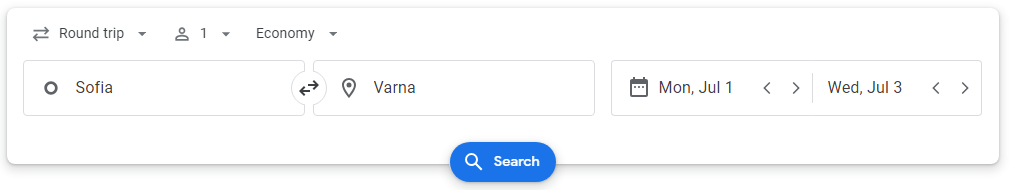 Round trip 1 Economy
Sofia Varna Mon, Jul 1 Wed, Jul 3
Search